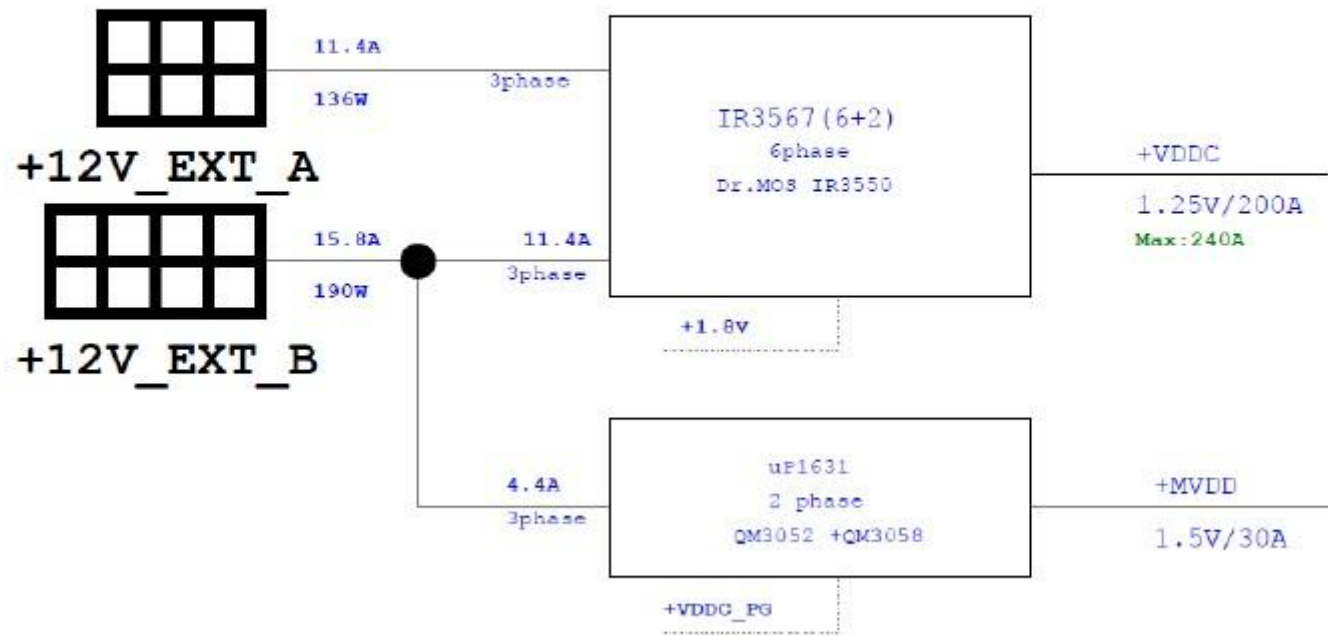 11.4A
3phase
136W
+12V_EXT_A
IR3567(6+2)
6phase
Dr.MOS IR3550
+VDDC
1.25V/200A
Max:240A
15.8A
11.4A
3phase
190W
+12V_EXT_B
+1.8V
uP1631
2 phase
QM3052 +QM3058
4.4A
3phase
+MVDD
1.5V/30A
+VDDC_PG